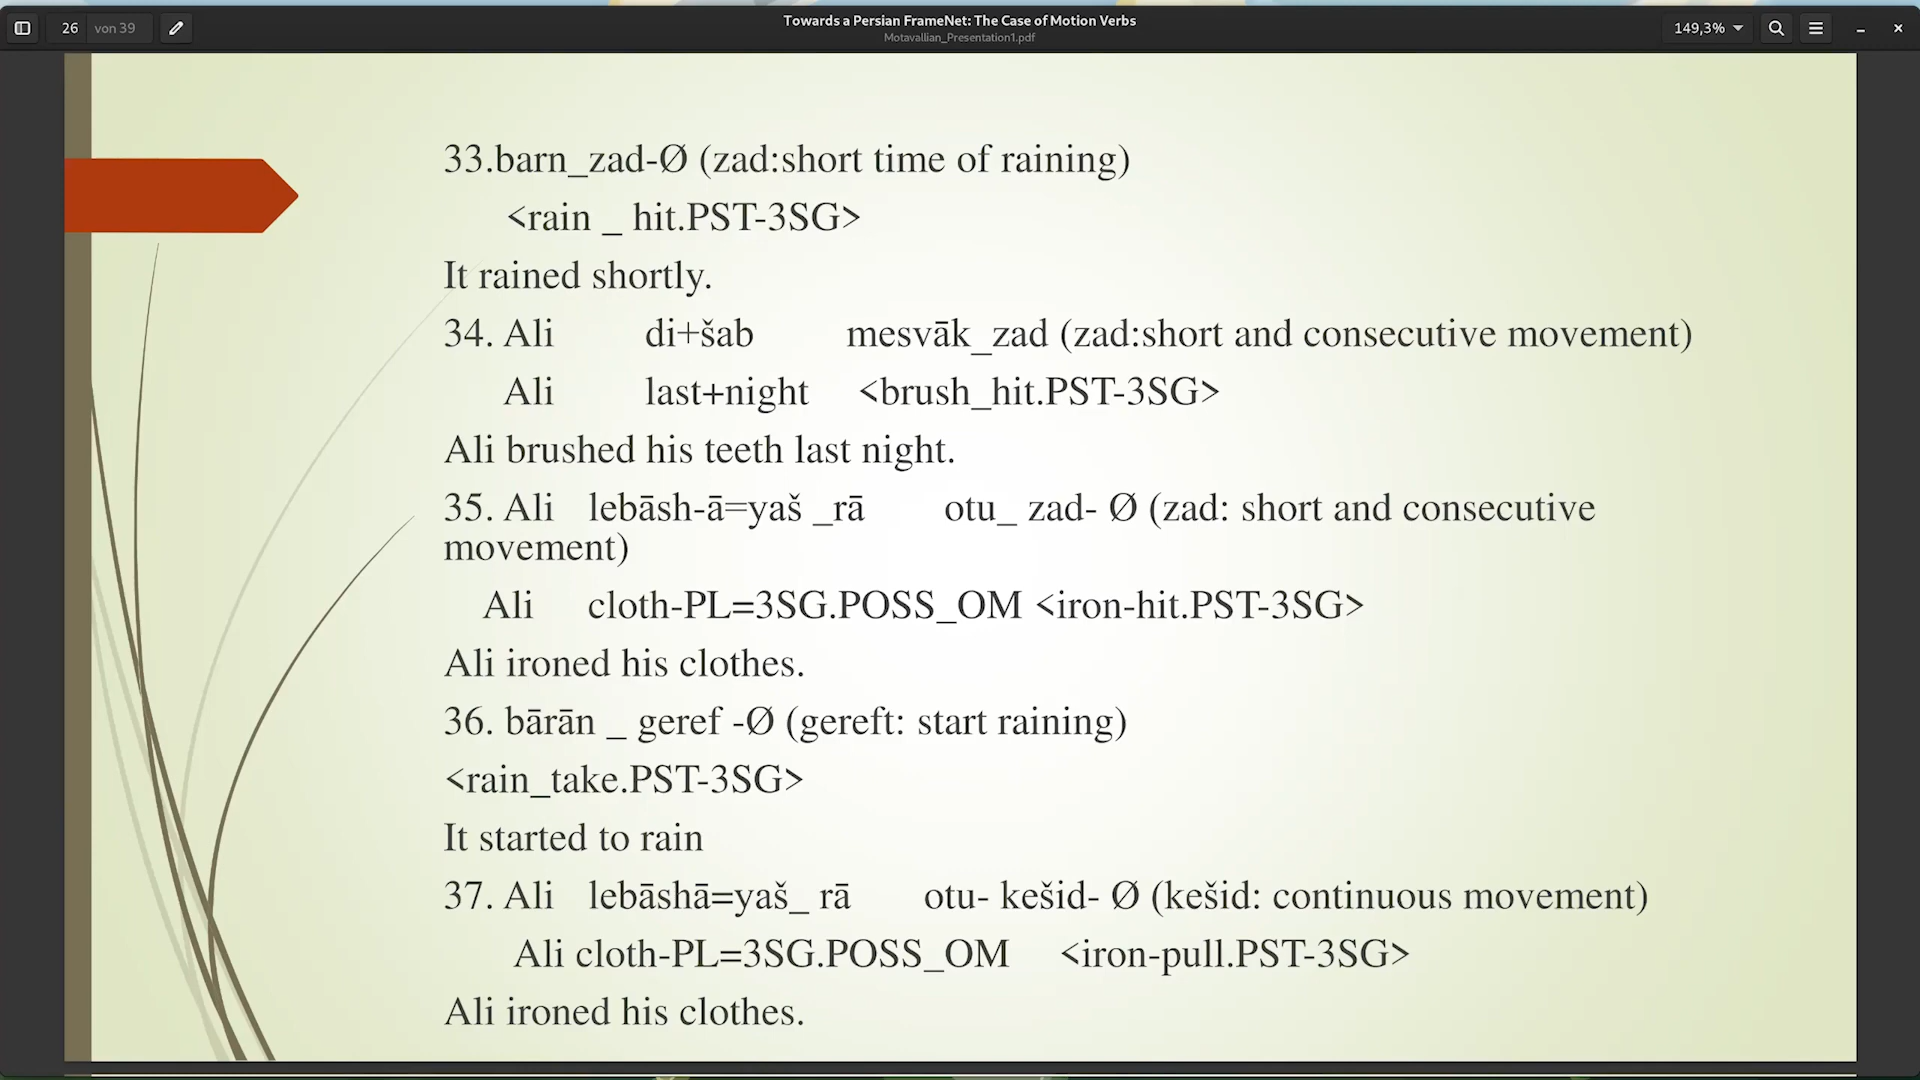 26 von 39
Towards a Persian FrameNet: The Case of Motion Verbs
Motavallian_Presentation1.pdf
149,3%
33.barn_zad-Ø (zad:short time of raining)
<rain _ hit.PST-3SG>
It rained shortly.
34. Ali di+šab mesvāk_zad (zad:short and consecutive movement)
Ali last+night <brush_hit.PST-3SG>
Ali brushed his teeth last night.
35. Ali lebāsh-ā=yaš _rā otu_ zad- Ø (zad: short and consecutive
movement)
Ali cloth-PL=3SG.POSS_OM <iron-hit.PST-3SG>
Ali ironed his clothes.
36. bārān _ geref -Ø (gereft: start raining)
<rain_take.PST-3SG>
It started to rain
37. Ali lebāshā=yaš_ rā otu- kešid- Ø (kešid: continuous movement)
Ali cloth-PL=3SG.POSS_OM <iron-pull.PST-3SG>
Ali ironed his clothes.